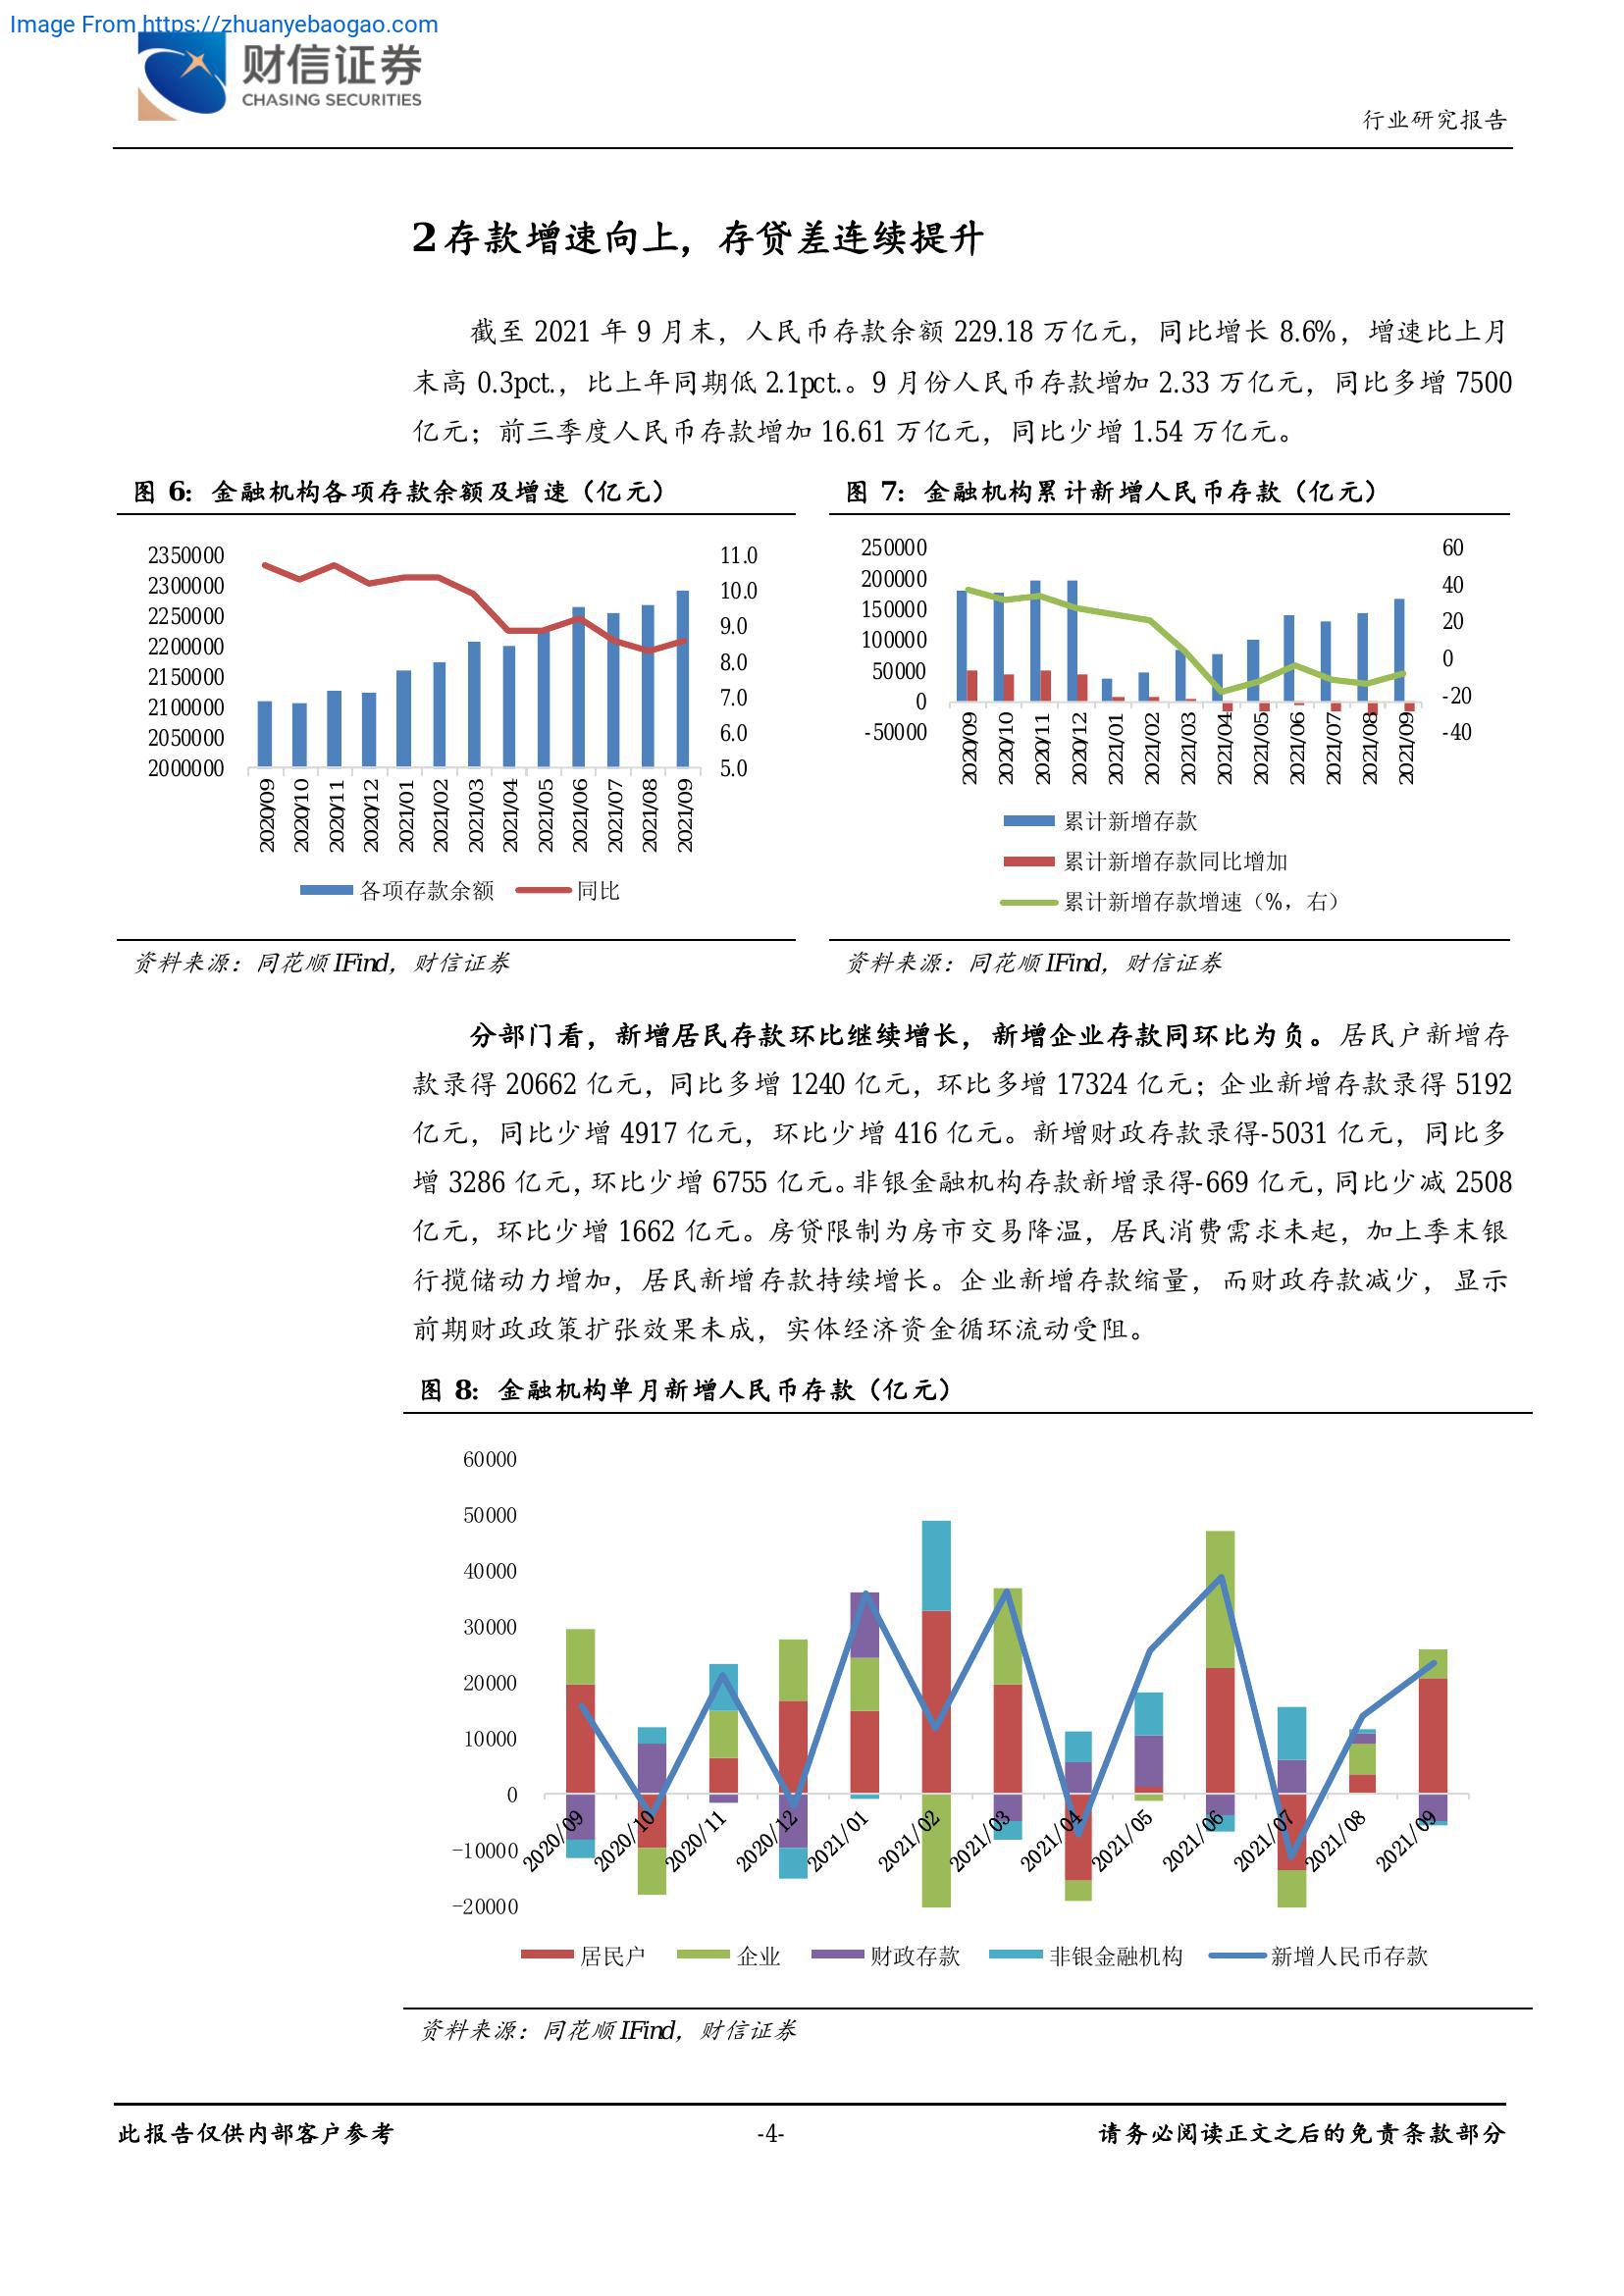 Image From https://zhuanyebaogao.com
财信证券
CHASING SECURITIES
行业研究报告
2 存款增速向上，存贷差连续提升
截至 2021 年 9 月末，人民币存款余额 229.18 万亿元，同比增长 8.6%，增速比上月
末高 0.3pct.，比上年同期低 2.1pct.。9 月份人民币存款增加 2.33 万亿元，同比多增 7500
亿元；前三季度人民币存款增加 16.61 万亿元，同比少增 1.54 万亿元。
图 6：金融机构各项存款余额及增速（亿元）
2350000
2300000
2250000
2200000
2150000
2100000
2050000
2000000
11.0
10.0
9.0
8.0
7.0
6.0
5.0
2020/09
2020/10
2020/11
2020/12
2021/01
2021/02
2021/03
2021/04
2021/05
2021/06
2021/07
2021/08
2021/09
各项存款余额
同比
资料来源：同花顺 IFind，财信证券
图 7：金融机构累计新增人民币存款（亿元）
250000
200000
150000
100000
50000
0
-50000
60
40
20
0
-20
-40
2020/09
2020/10
2020/11
2020/12
2021/01
2021/02
2021/03
2021/04
2021/05
2021/06
2021/07
2021/08
2021/09
累计新增存款
累计新增存款同比增加
累计新增存款增速（%，右）
资料来源：同花顺 IFind，财信证券
分部门看，新增居民存款环比继续增长，新增企业存款同环比为负。居民户新增存
款录得 20662 亿元，同比多增 1240 亿元，环比多增 17324 亿元；企业新增存款录得 5192
亿元，同比少增 4917 亿元，环比少增 416 亿元。新增财政存款录得-5031 亿元，同比多
增 3286 亿元，环比少增 6755 亿元。非银金融机构存款新增录得-669 亿元，同比少减 2508
亿元，环比少增 1662 亿元。房贷限制为房市交易降温，居民消费需求未起，加上季末银
行揽储动力增加，居民新增存款持续增长。企业新增存款缩量，而财政存款减少，显示
前期财政政策扩张效果未成，实体经济资金循环流动受阻。
图 8：金融机构单月新增人民币存款（亿元）
60000
50000
40000
30000
20000
10000
0
-10000
-20000
2020/09
2020/10
2020/11
2020/12
2021/01
2021/02
2021/03
2021/04
2021/05
2021/06
2021/07
2021/08
2021/09
居民户
企业
财政存款
非银金融机构
新增人民币存款
资料来源：同花顺 IFind，财信证券
此报告仅供内部客户参考
-4-
请务必阅读正文之后的免责条款部分